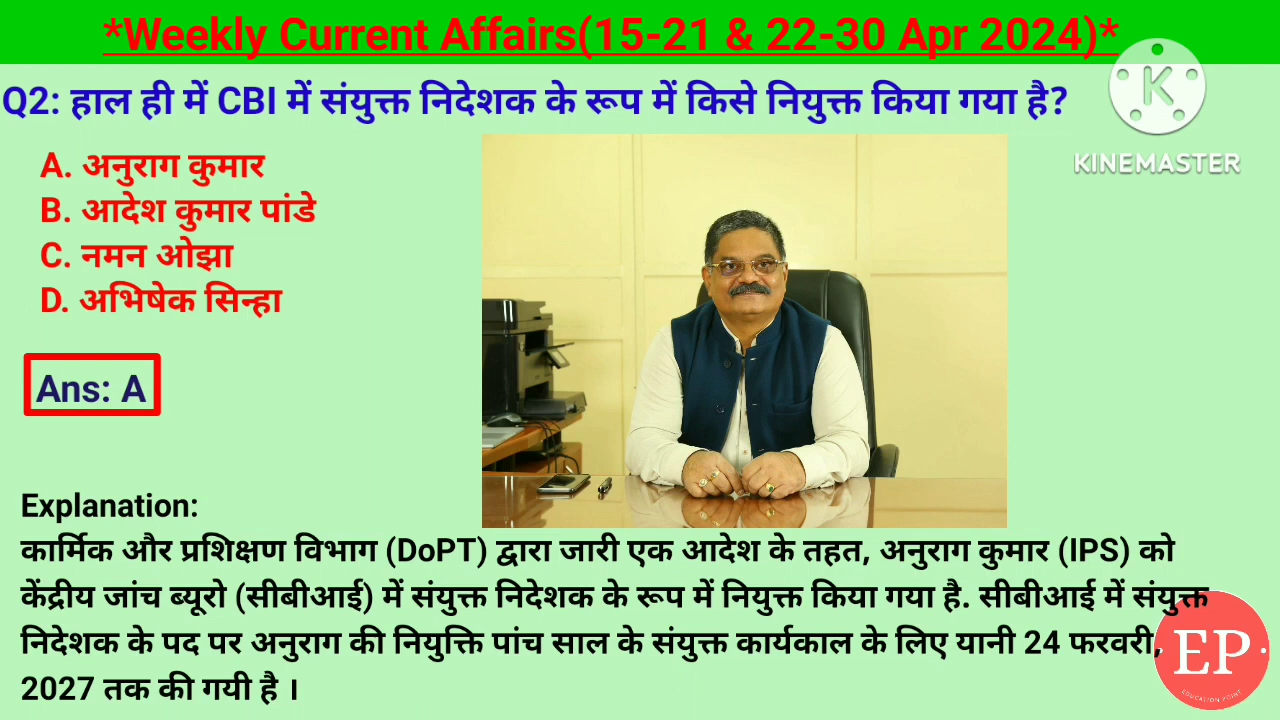 *Weekly Current Affairs(15-21 & 22-30 Apr 2024)*
Q2: हाल ही में CBI में संयुक्त निदेशक के रूप में किसे नियुक्त किया गया है?
K
KINEMASTER
A. अनुराग कुमार
B. आदेश कुमार पांडे
C. नमन ओझा
D. अभिषेक सिन्हा
Ans: A
Explanation:
कार्मिक और प्रशिक्षण विभाग (DoPT) द्वारा जारी एक आदेश के तहत, अनुराग कुमार (IPS) को
केंद्रीय जांच ब्यूरो (सीबीआई) में संयुक्त निदेशक के रूप में नियुक्त किया गया है. सीबीआई में संयुक्त
निदेशक के पद पर अनुराग की नियुक्ति पांच साल के संयुक्त कार्यकाल के लिए यानी 24 फरवरी,
2027 तक की गयी है ।
EP
EDUCATION POINT